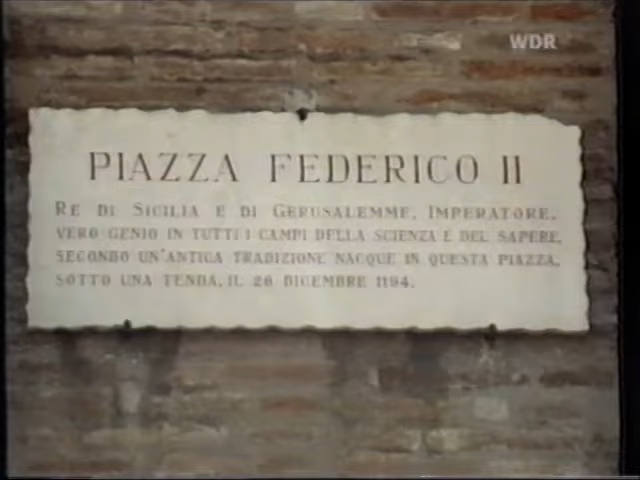 WDR
PIAZZA FEDERICO II
RE DI SICILIA E DI GERUSALEMME, IMPERATORE,
VERO GENIO IN TUTTI I CAMPI DELLA SCIENZA E DEL SAPERE,
SECONDO UN'ANTICA TRADIZIONE NACQUE IN QUESTA PIAZZA,
SOTTO UNA TENDA, IL 26 DICEMBRE 1194.